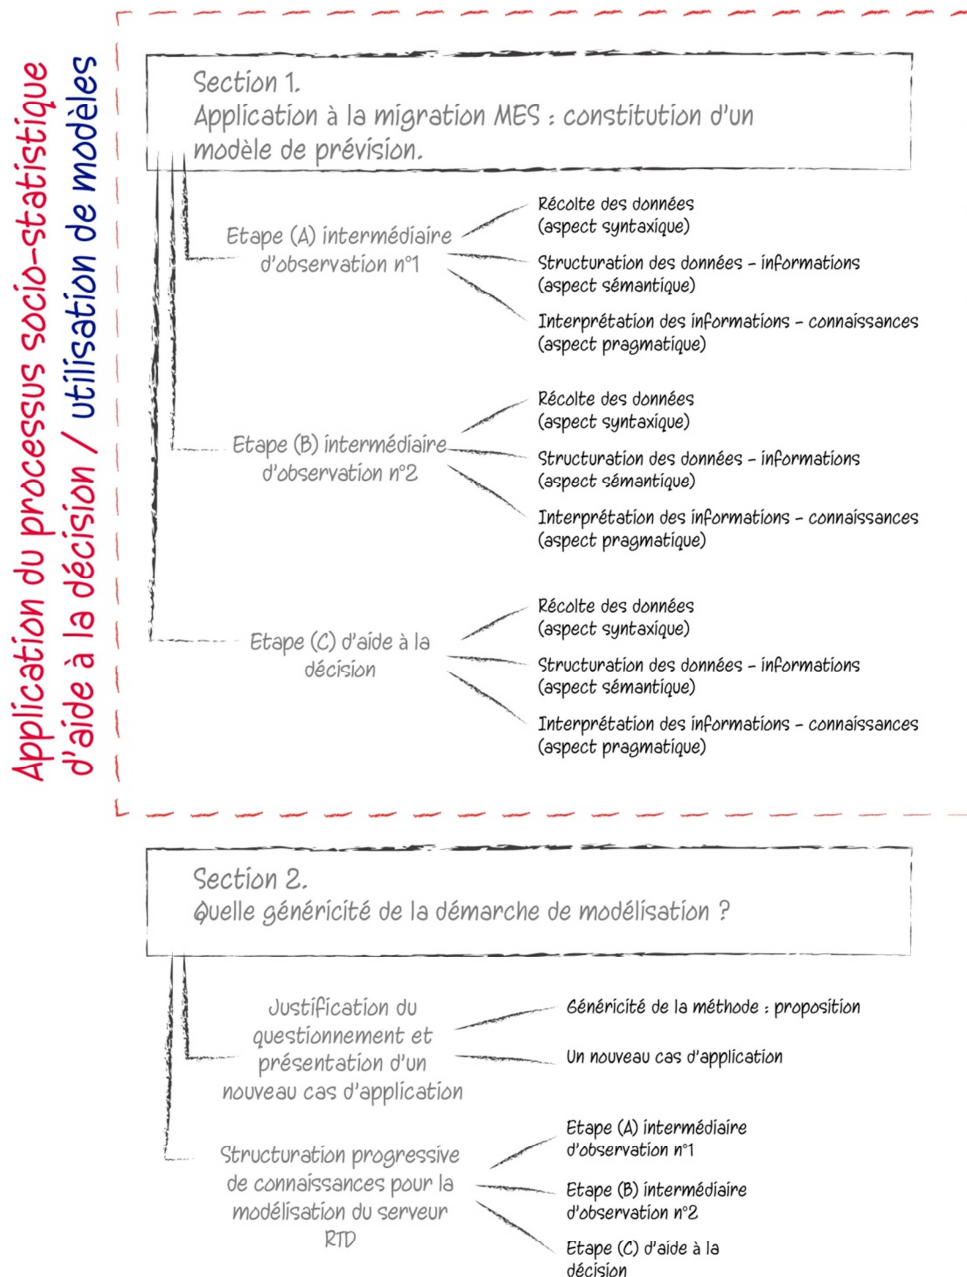 Application du processus socio-statistique
d'aide à la décision / utilisation de modèles
Section 1.
Application à la migration MES : constitution d'un
modèle de prévision.
Etape (A) intermédiaire
d'observation n°1
Récolte des données
(aspect syntaxique)
Structuration des données - informations
(aspect sémantique)
Interprétation des informations - connaissances
(aspect pragmatique)
Etape (B) intermédiaire
d'observation n°2
Récolte des données
(aspect syntaxique)
Structuration des données - informations
(aspect sémantique)
Interprétation des informations - connaissances
(aspect pragmatique)
Etape (C) d'aide à la
décision
Récolte des données
(aspect syntaxique)
Structuration des données - informations
(aspect sémantique)
Interprétation des informations - connaissances
(aspect pragmatique)
Section 2.
Quelle généricité de la démarche de modélisation ?
Justification du
questionnement et
présentation d'un
nouveau cas d'application
Généricité de la méthode : proposition
Un nouveau cas d'application
Structuration progressive
de connaissances pour la
modélisation du serveur
RTD
Etape (A) intermédiaire
d'observation n°1
Etape (B) intermédiaire
d'observation n°2
Etape (C) d'aide à la
décision